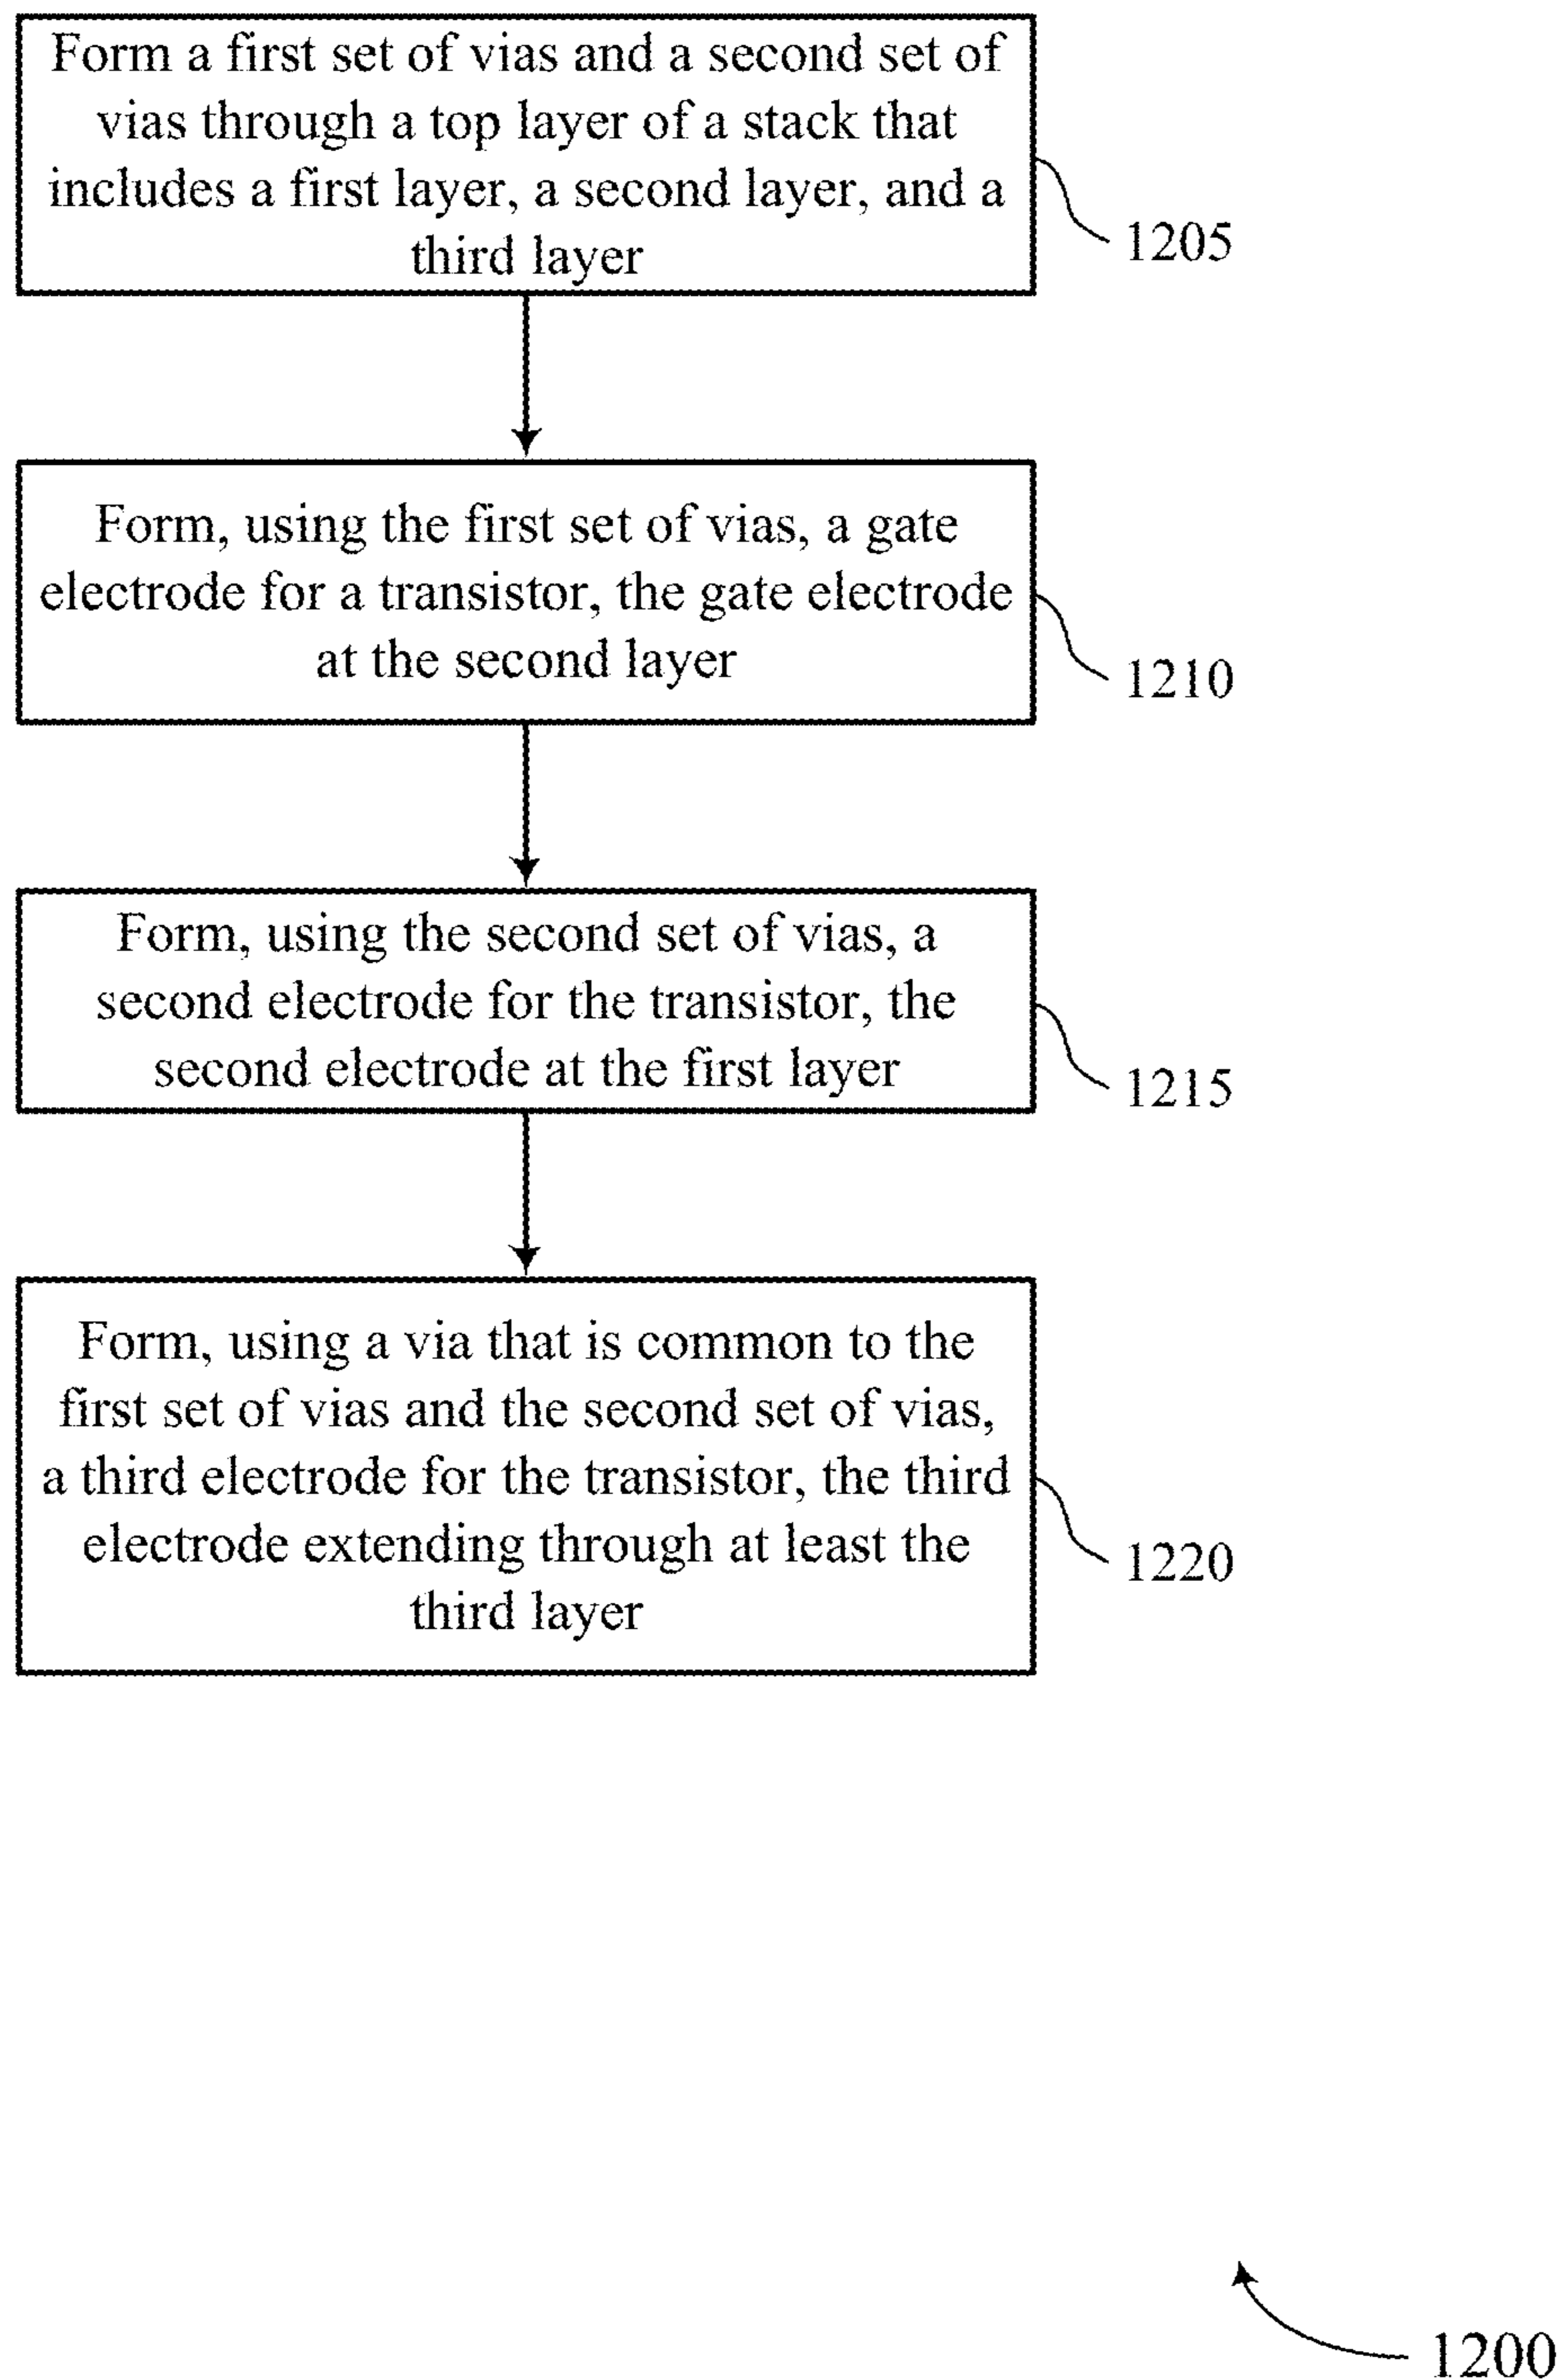 Form a first set of vias and a second set of
vias through a top layer of a stack that
includes a first layer, a second layer, and a
third layer
1205
Form, using the first set of vias, a gate
electrode for a transistor, the gate electrode
at the second layer
1210
Form, using the second set of vias, a
second electrode for the transistor, the
second electrode at the first layer
1215
Form, using a via that is common to the
first set of vias and the second set of vias,
a third electrode for the transistor, the third
electrode extending through at least the
third layer
1220
1200